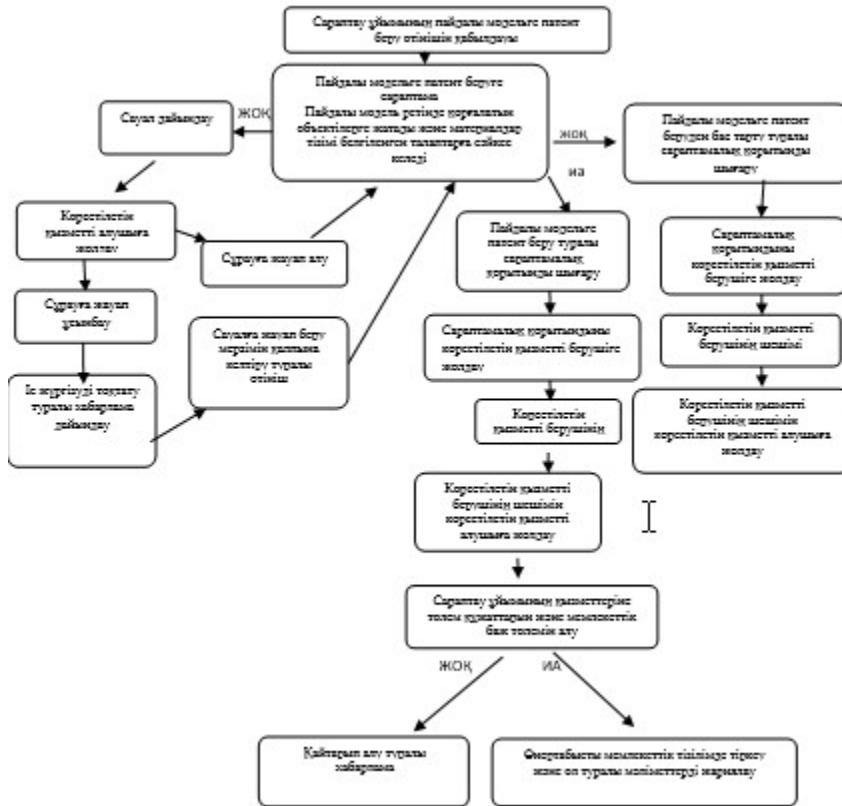 Сараптау ұйымының пайдалы модельге патент
беру өтінішін қабылдауы
Пайдалы модельге патент беруге
сараптама
Пайдалы модель ретінде қорғалатын
объектілерге жатады және материалдар
тізімі белгіленген талаптарға сәйкес
келеді
ЖОҚ
Сауал дайындау
жоқ
иа
Пайдалы модельге патент
беруден бас тарту туралы
сараптамалық қорытынды
шығару
Көрсетілетін
қызметті алушыға
жолдау
Сұрауға жауап алу
Пайдалы модельге
патент беру туралы
сараптамалық
қорытынды шығару
Сараптамалық
қорытындыны
көрсетілетін қызметті
берушіге жолдау
Сұрауға жауап
ұсынбау
Сауалға жауап беру
мерзімін қалпына
келтіру туралы
өтініш
Сараптамалық қорытындыны
көрсетілетін қызметті берушіге
жолдау
Көрсетілетін қызметті
берушінің шешімі
Іс жүргізуді тоқтату
туралы хабарлама
дайындау
Көрсетілетін
қызметті берушінің
Көрсетілетін қызметті
берушінің шешімін
көрсетілетін қызметті алушыға
жолдау
Көрсетілетін қызметті
берушінің шешімін
көрсетілетін қызметті
алушыға жолдау
Сараптау ұйымының қызметтеріне
төлем құжаттарын және мемлекеттік
баж төлемін алу
ЖОҚ
ИА
Қайтарып алу туралы
хабарлама
Өнертабысты мемлекеттік тізілімде тіркеу
және ол туралы мәліметтерді жариялау